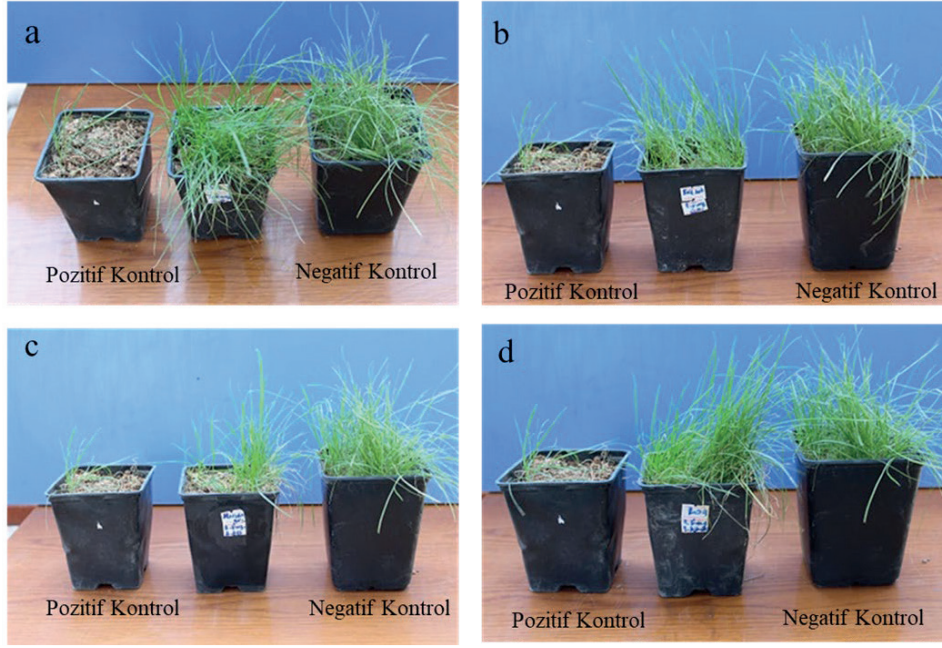 a
Pozitif Kontrol
Negatif Kontrol
b
Pozitif Kontrol
Negatif Kontrol
c
Pozitif Kontrol
Negatif Kontrol
d
Pozitif Kontrol
Negatif Kontrol